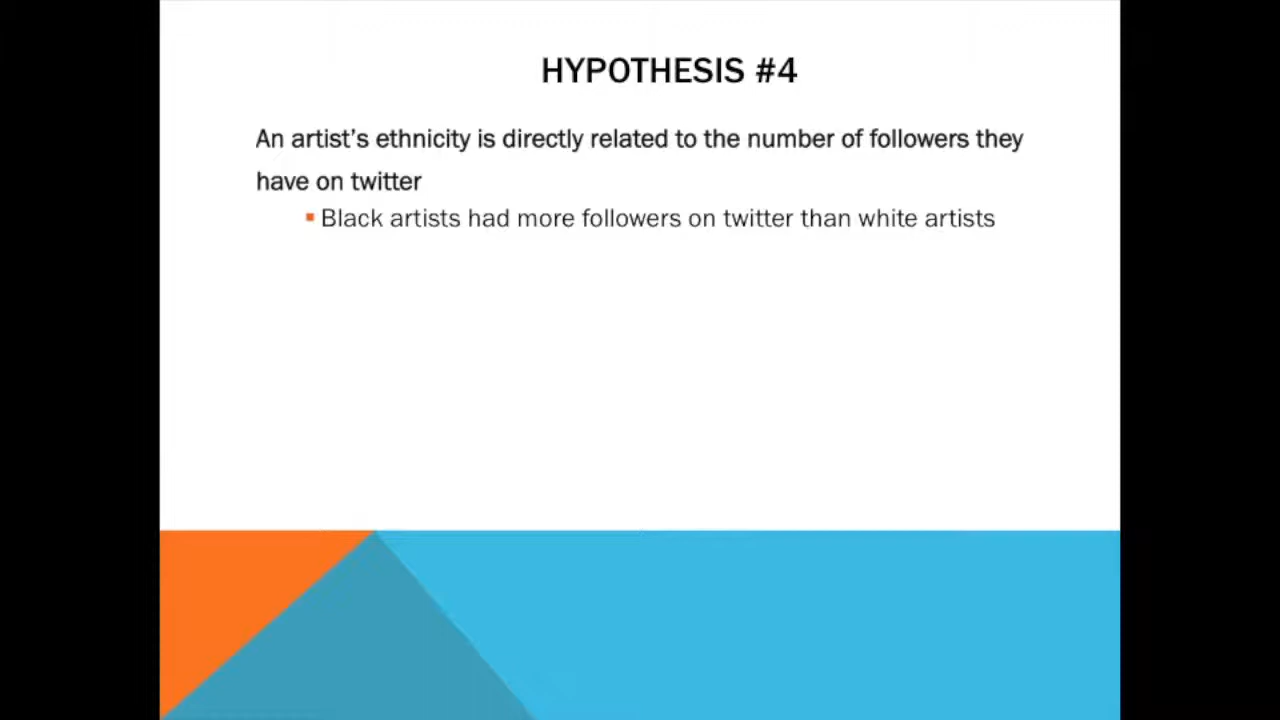 HYPOTHESIS #4
An artist's ethnicity is directly related to the number of followers they
have on twitter
▪ Black artists had more followers on twitter than white artists